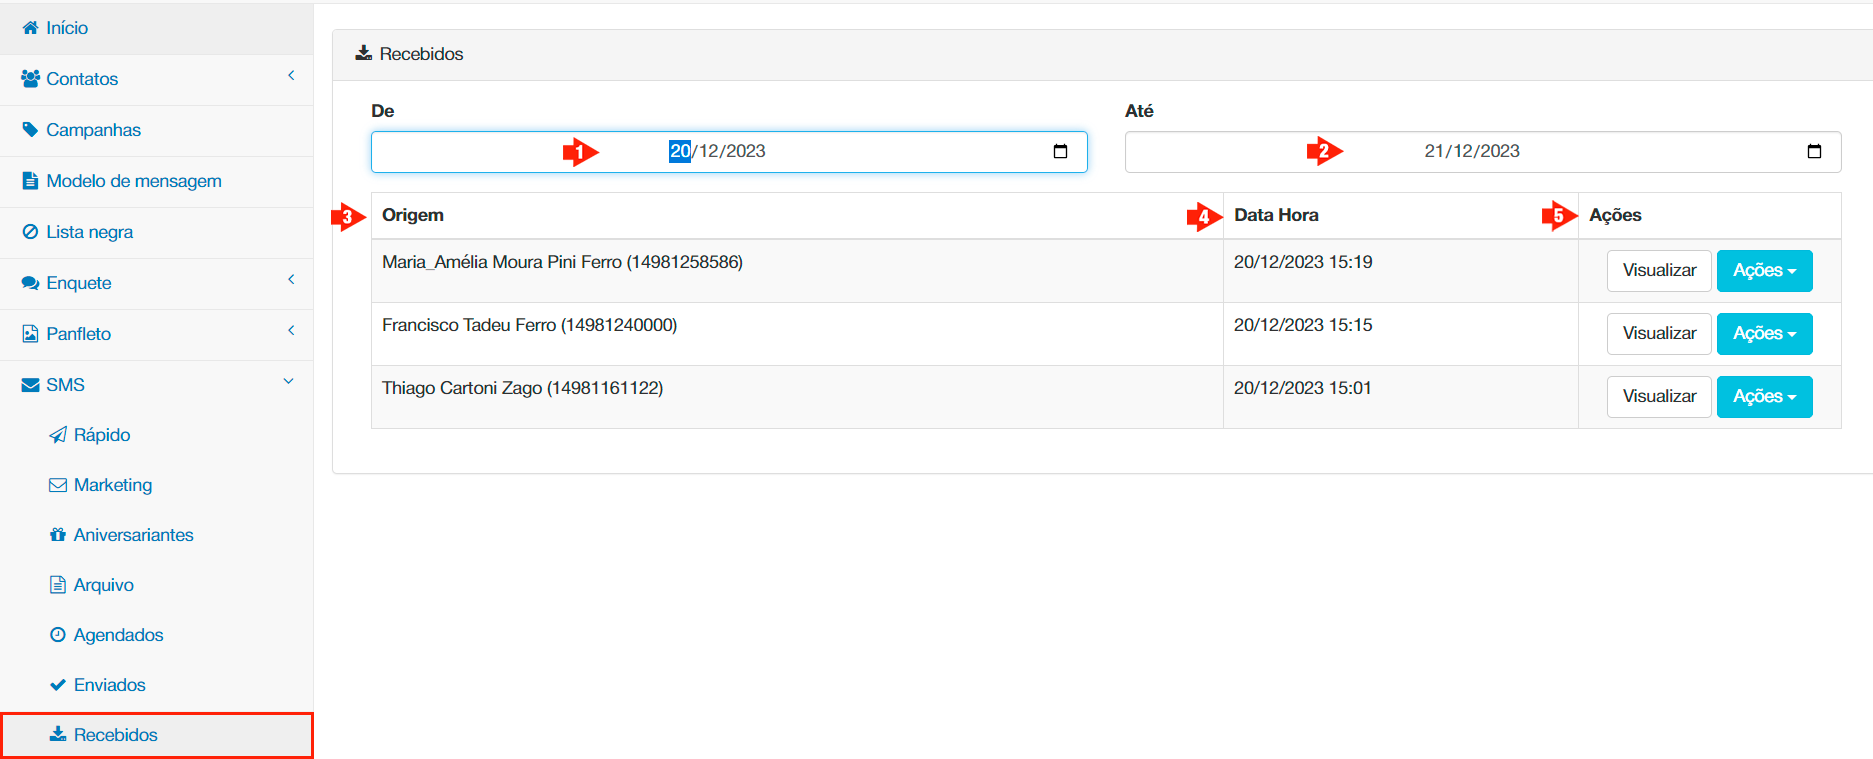 Início
Contatos
Campanhas
Modelo de mensagem
Lista negra
Enquete
Panfleto
SMS
Rápido
Marketing
Aniversariantes
Arquivo
Agendados
Enviados
Recebidos
Recebidos
De Até
1 20/12/2023 2 21/12/2023
3 Origem 4 Data Hora 5 Ações
Maria_Amélia Moura Pini Ferro (14981258586) 20/12/2023 15:19 Visualizar Ações
Francisco Tadeu Ferro (14981240000) 20/12/2023 15:15 Visualizar Ações
Thiago Cartoni Zago (14981161122) 20/12/2023 15:01 Visualizar Ações